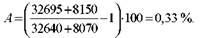 A = (32695+8150 / 32640+8070 − 1)·100 = 0,33 %.